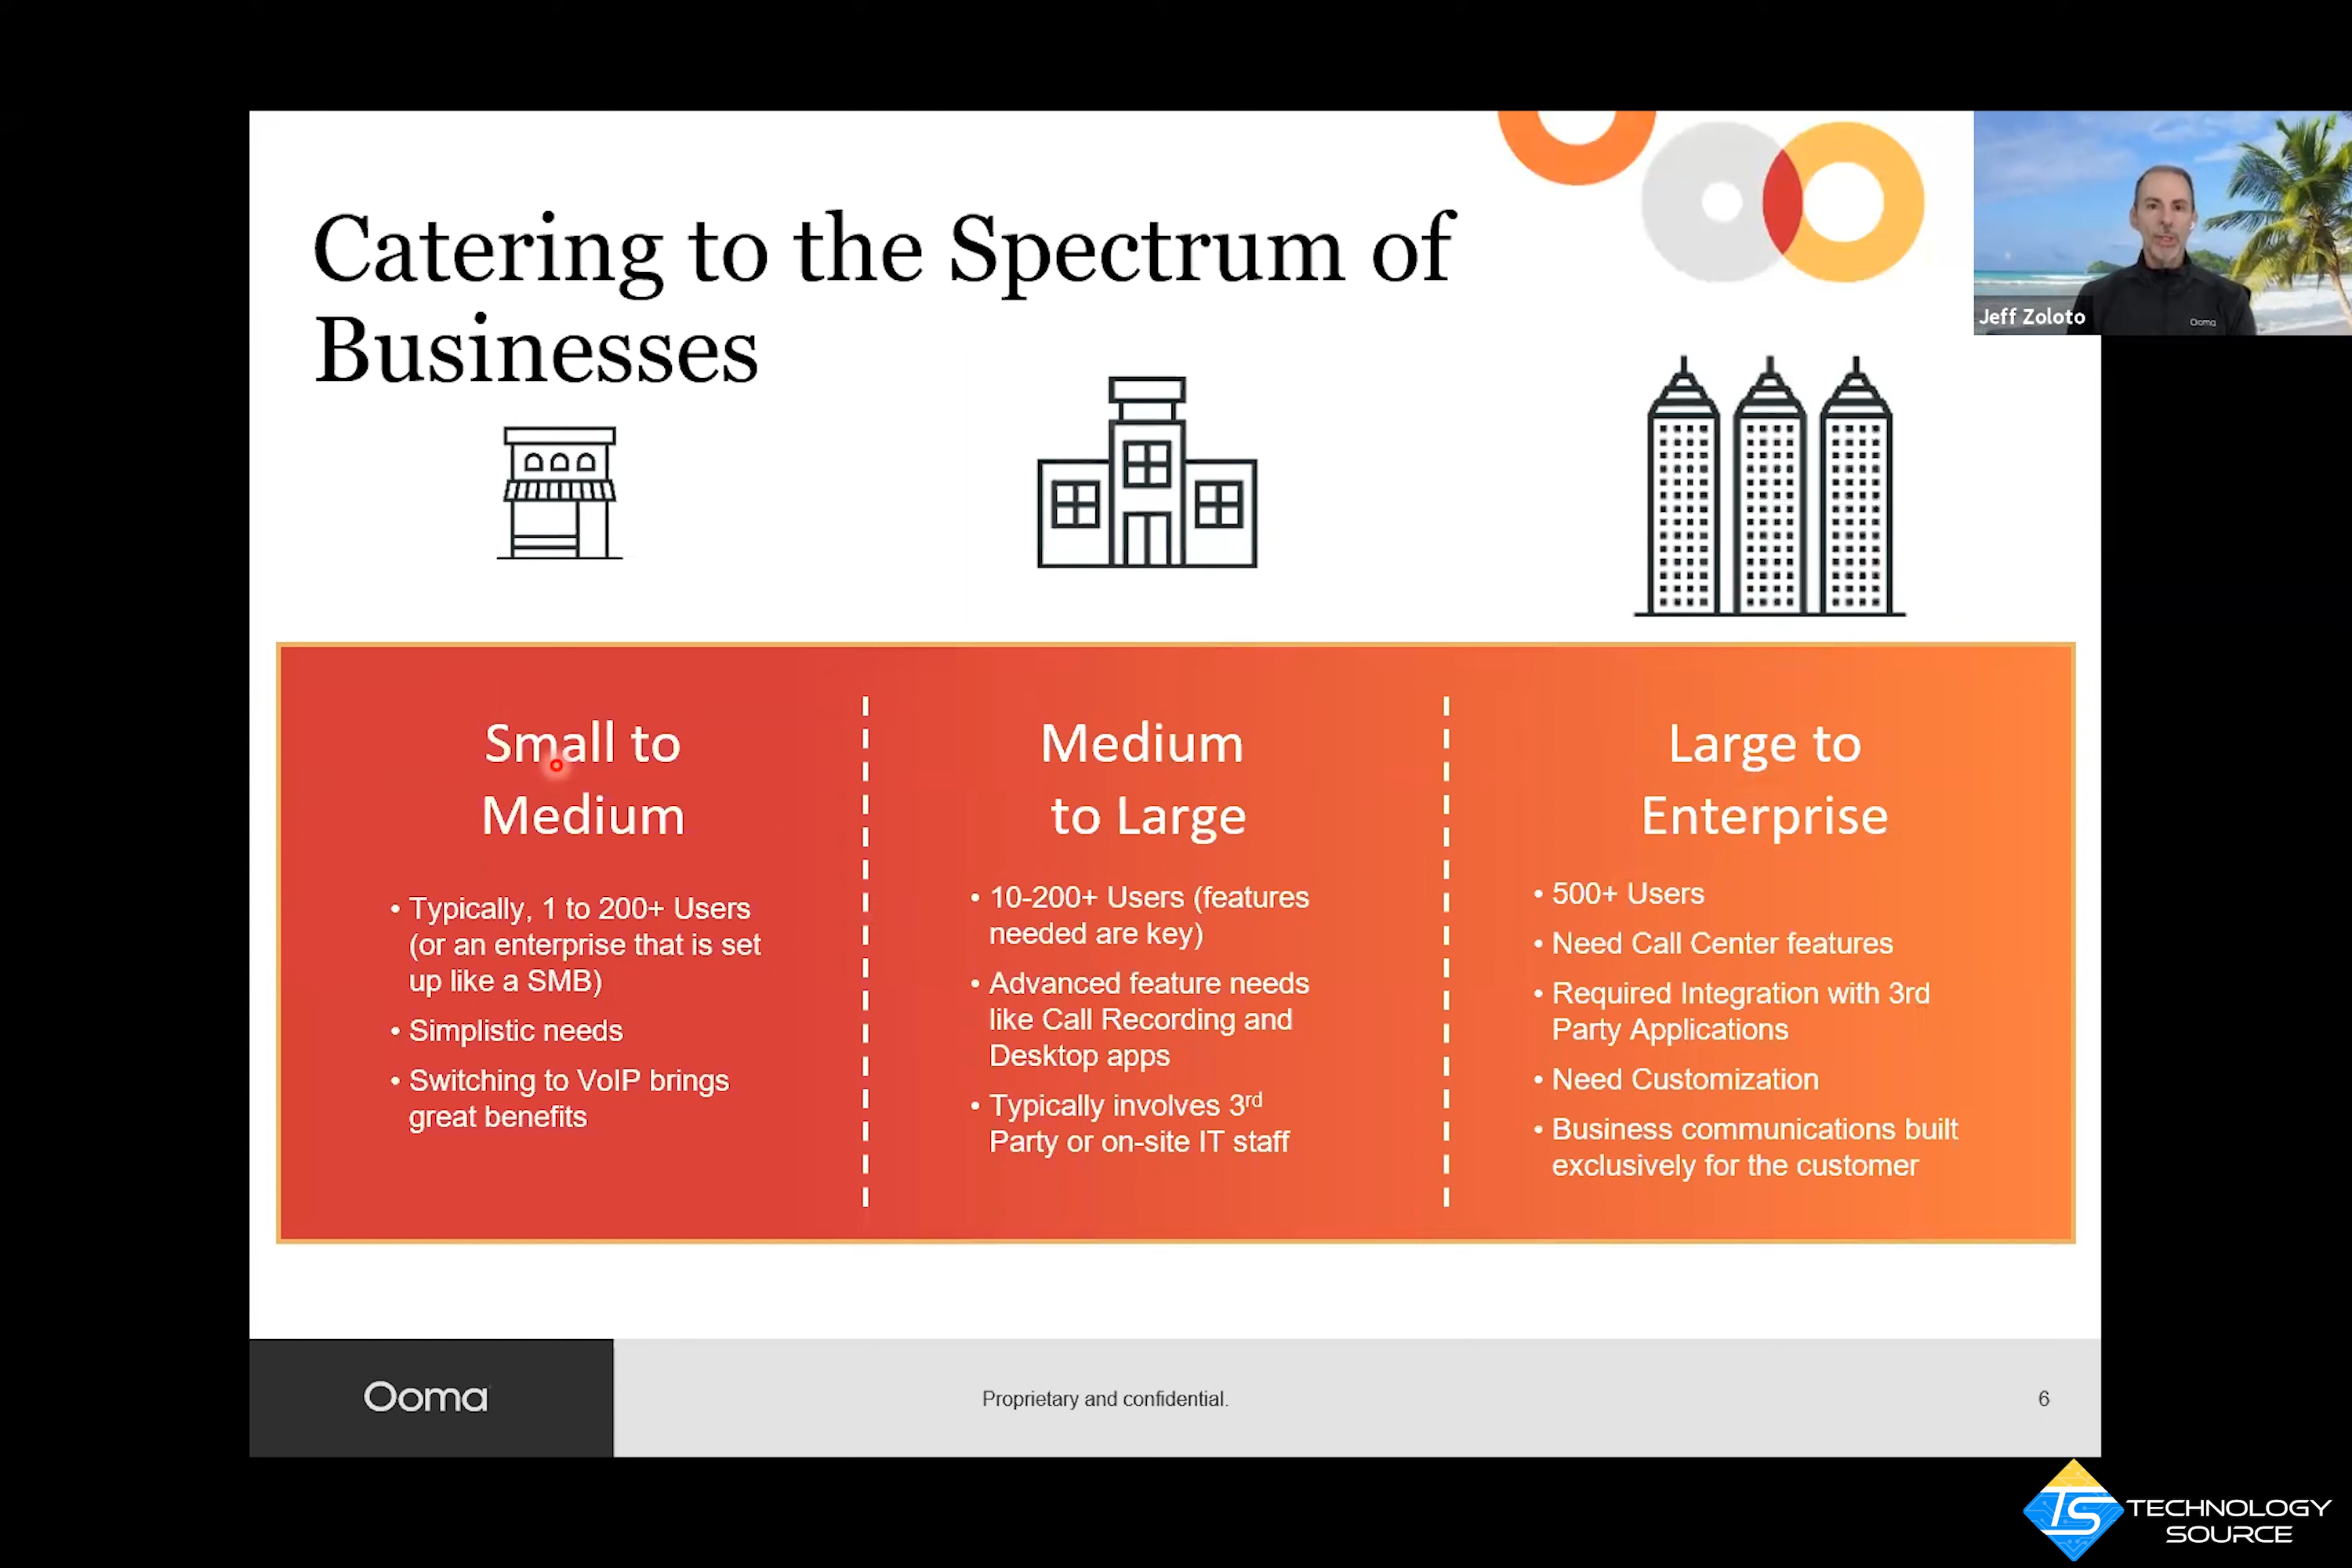 Catering to the Spectrum of
Businesses
Jeff Zoloto
Ooma
Small to
Medium
• Typically, 1 to 200+ Users
(or an enterprise that is set
up like a SMB)
• Simplistic needs
• Switching to VoIP brings
great benefits
Medium
to Large
• 10-200+ Users (features
needed are key)
• Advanced feature needs
like Call Recording and
Desktop apps
• Typically involves 3rd
Party or on-site IT staff
Large to
Enterprise
• 500+ Users
• Need Call Center features
• Required Integration with 3rd
Party Applications
• Need Customization
• Business communications built
exclusively for the customer
Ooma
Proprietary and confidential.
6
TS
TECHNOLOGY
SOURCE